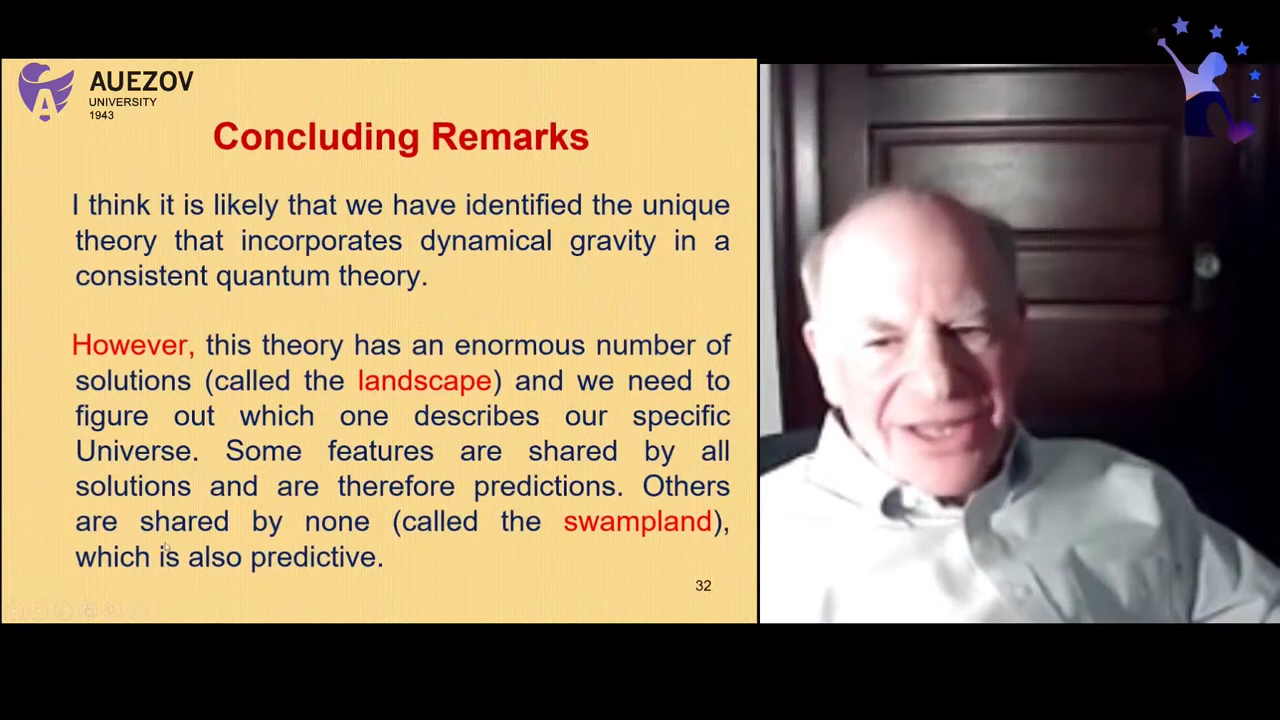 AUEZOV
UNIVERSITY
1943
Concluding Remarks
I think it is likely that we have identified the unique
theory that incorporates dynamical gravity in a
consistent quantum theory.
However, this theory has an enormous number of
solutions (called the landscape) and we need to
figure out which one describes our specific
Universe. Some features are shared by all
solutions and are therefore predictions. Others
are shared by none (called the swampland),
which is also predictive.
32